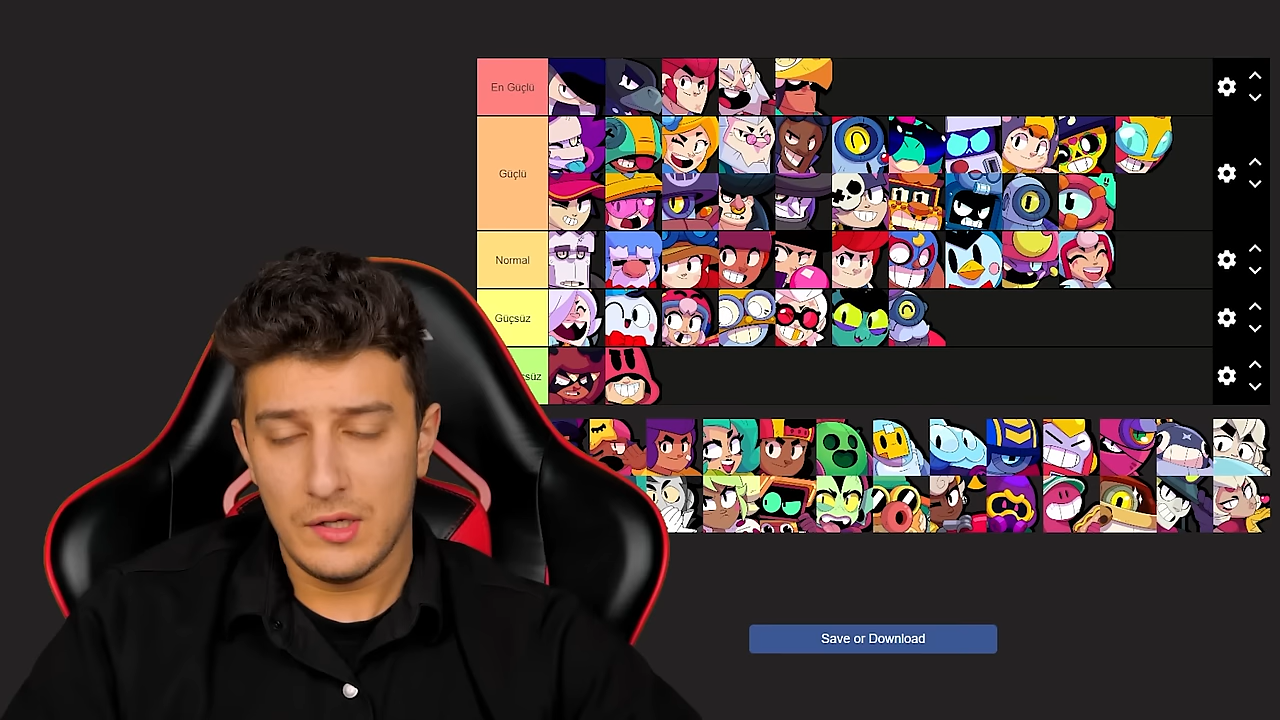 En Güçlü
Güçlü
Normal
Güçsüz
Save or Download